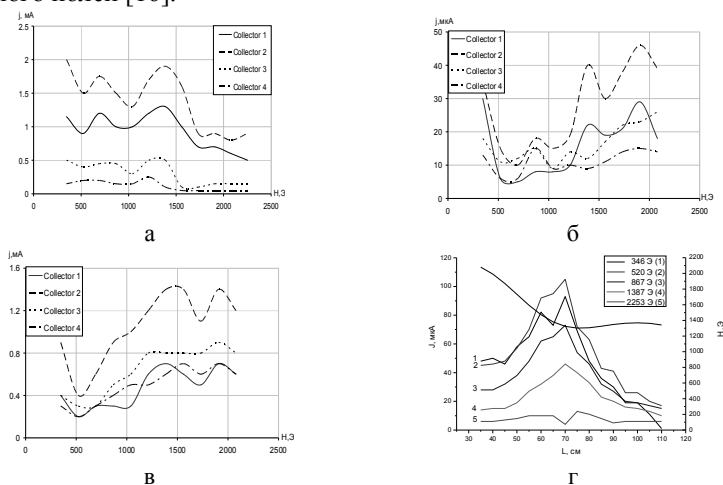 ного полей [16].
j, мА
2.5
2
1.5
1
0.5
0
0 500 1000 1500 2000 2500
Н,Э
Collector 1
Collector 2
Collector 3
Collector 4
а
j,мкА
50
40
30
20
10
0
0 500 1000 1500 2000 2500
Н,Э
Collector 1
Collector 2
Collector 3
Collector 4
б
j,мА
1.6
1.2
0.8
0.4
0
0 500 1000 1500 2000 2500
Н,Э
Collector 1
Collector 2
Collector 3
Collector 4
в
J, мкА
120
100
80
60
40
20
0
30 40 50 60 70 80 90 100 110 120
L, см
2200
2000
1800
1600
1400
1200
1000
800
600
400
200
0
Н, Э
346 Э (1)
520 Э (2)
867 Э (3)
1387 Э (4)
2253 Э (5)
1
2
3
4
5
г